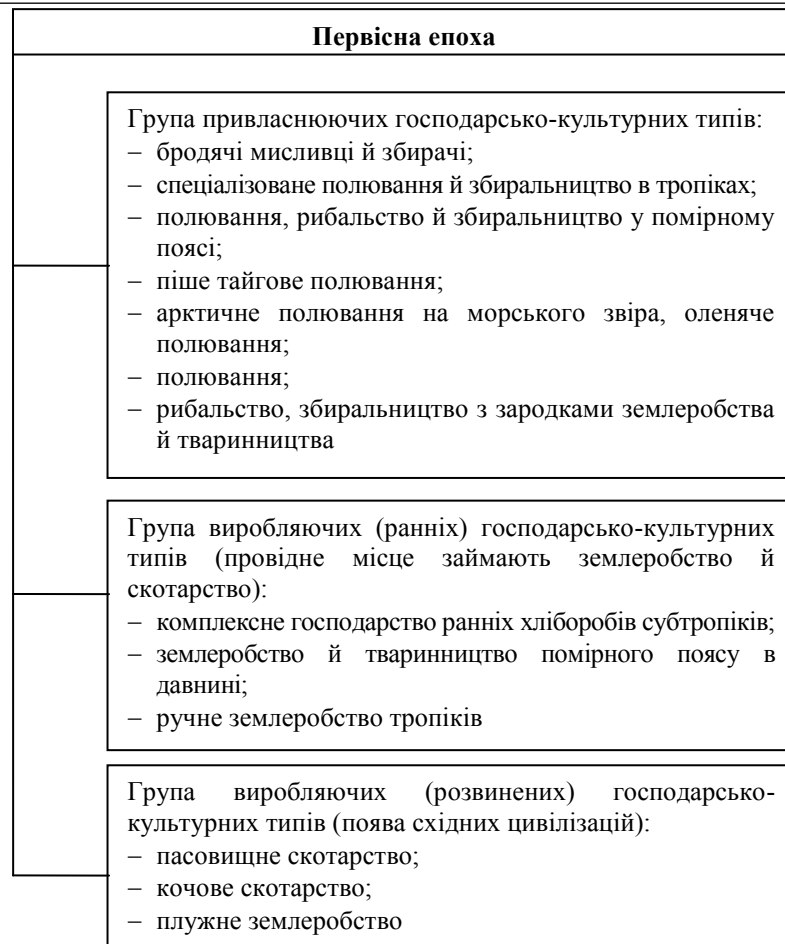 Первісна епоха
Група привласнюючих господарсько-культурних типів:
– бродячі мисливці й збирачі;
– спеціалізоване полювання й збиральництво в тропіках;
– полювання, рибальство й збиральництво у помірному
поясі;
– піше тайгове полювання;
– арктичне полювання на морського звіра, оленяче
полювання;
– полювання;
– рибальство, збиральництво з зародками землеробства
й тваринництва
Група виробляючих (ранніх) господарсько-культурних
типів (провідне місце займають землеробство й
скотарство):
– комплексне господарство ранніх хліборобів субтропіків;
– землеробство й тваринництво помірного поясу в
давнині;
– ручне землеробство тропіків
Група виробляючих (розвинених) господарсько-
культурних типів (поява східних цивілізацій):
– пасовищне скотарство;
– кочове скотарство;
– плужне землеробство